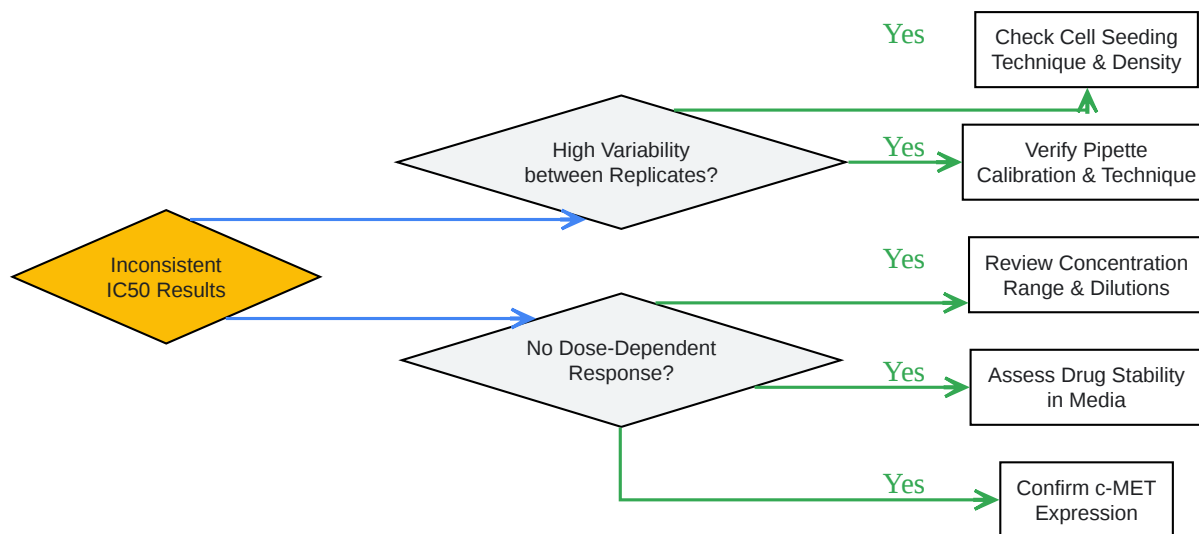 Yes
Check Cell Seeding
Technique & Density
High Variability
between Replicates?
Yes
Verify Pipette
Calibration & Technique
Inconsistent
IC50 Results
Yes
Review Concentration
Range & Dilutions
No Dose-Dependent
Response?
Yes
Assess Drug Stability
in Media
Yes
Confirm c-MET
Expression